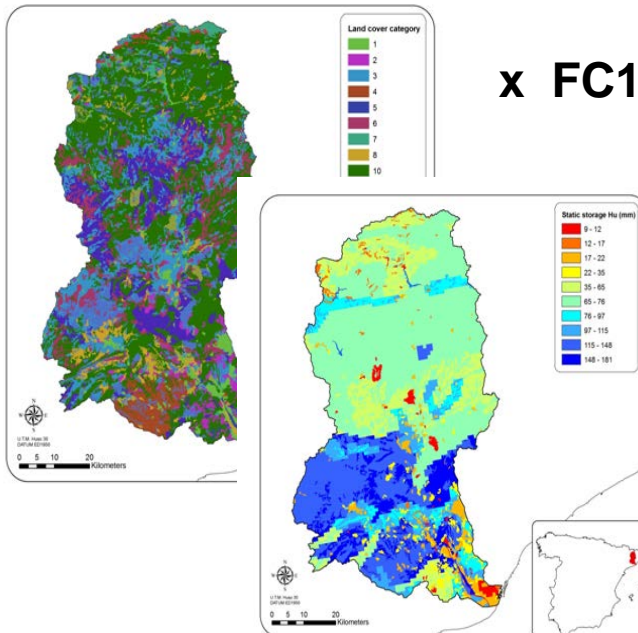 Land cover category
1
2
3
4
5
6
7
8
10
x FC1
U.T.M. Hues 30
DATUM ED1950
0 5 10 20
Kilometers
Static storage Hu (mm)
9 - 12
12 - 17
17 - 22
22 - 35
35 - 65
65 - 76
76 - 97
97 - 115
115 - 148
148 - 181
U.T.M. Hues 30
DATUM ED1950
0 5 10 20
Kilometers